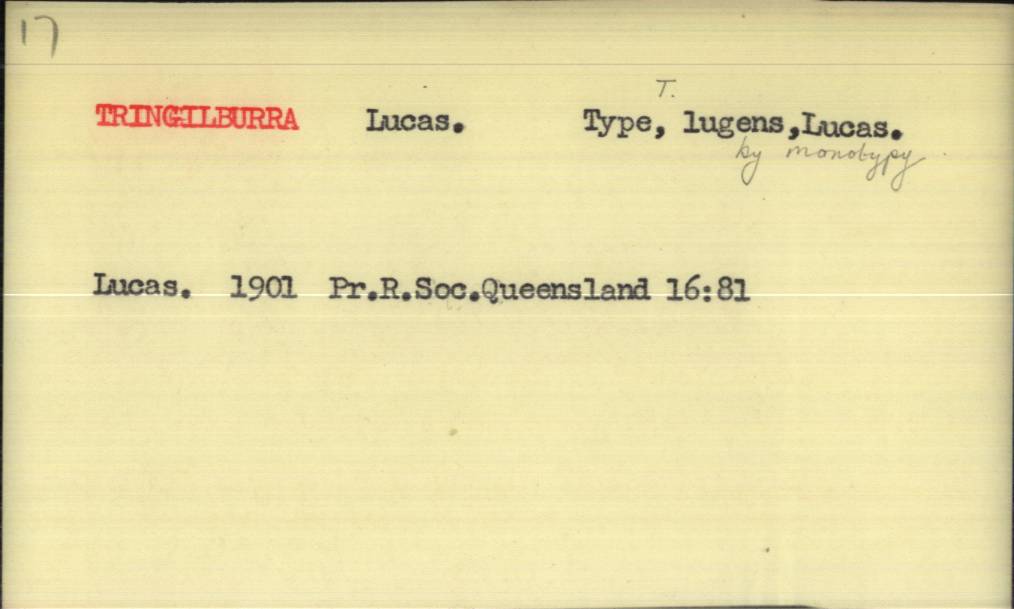 17
T.
TRINGILBURRA Lucas. Type, lugens,Lucas.
by monotypy
Lucas. 1901 Pr.R.Soc.Queensland 16:81